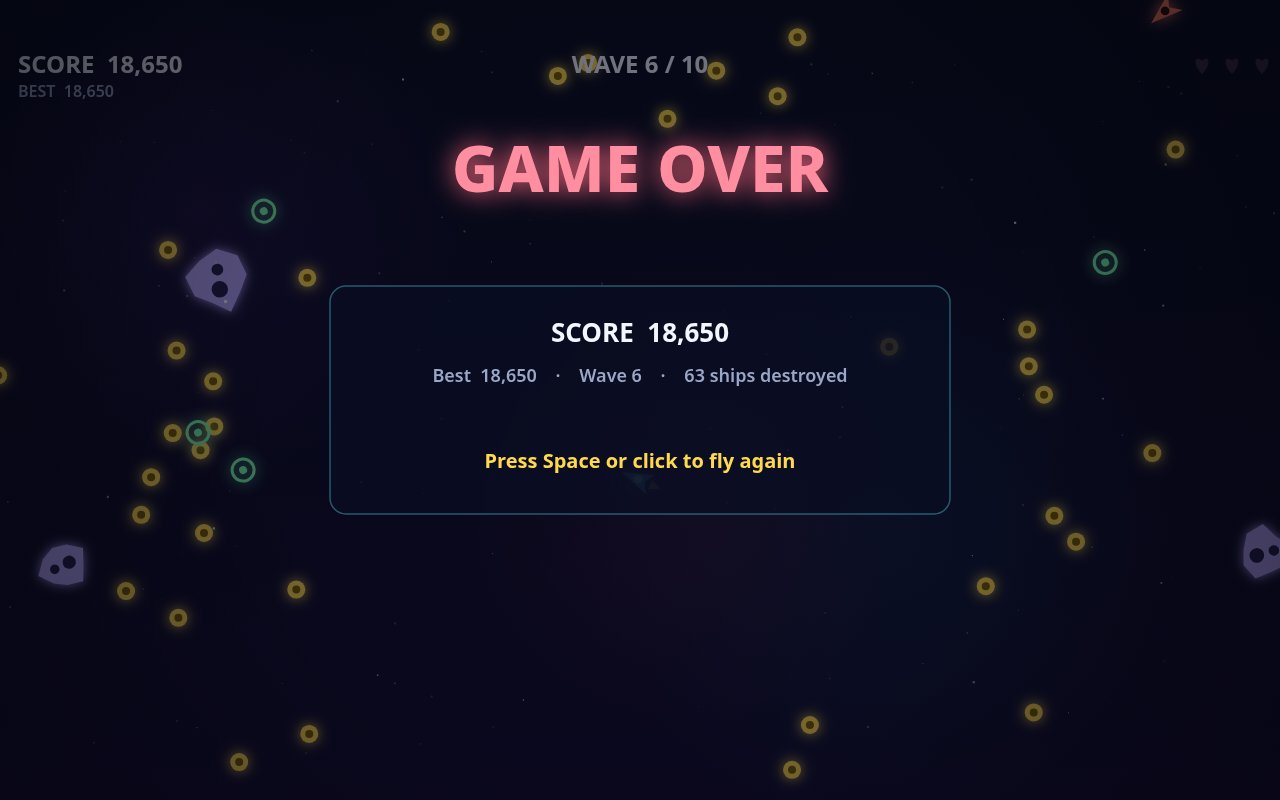 SCORE 18,650
WAVE 6 / 10
BEST 18,650
GAME OVER
SCORE 18,650
Best 18,650 · Wave 6 · 63 ships destroyed
Press Space or click to fly again